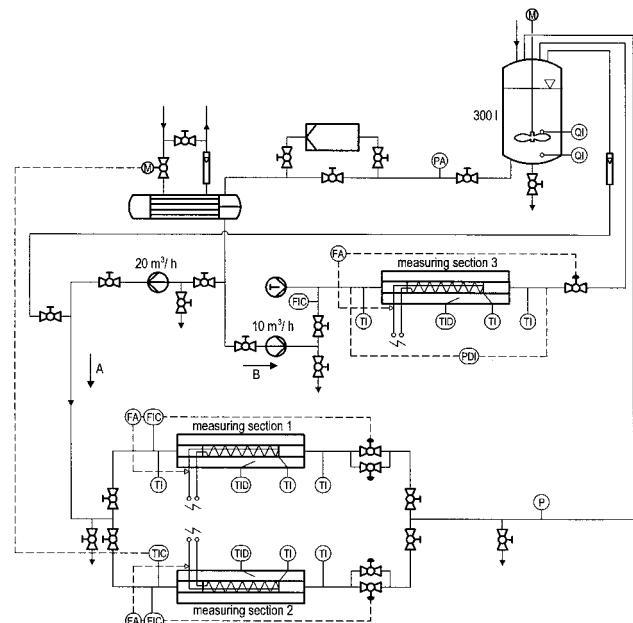 M
300 l
QI
QI
PA
M
20 m³/ h
FA
measuring section 3
FIC
TI
TID
TI
TI
10 m³/ h
PDI
A
B
FA
FIC
measuring section 1
TI
TID
TI
TI
P
TIC
TID
TI
TI
measuring section 2
FA
FIC